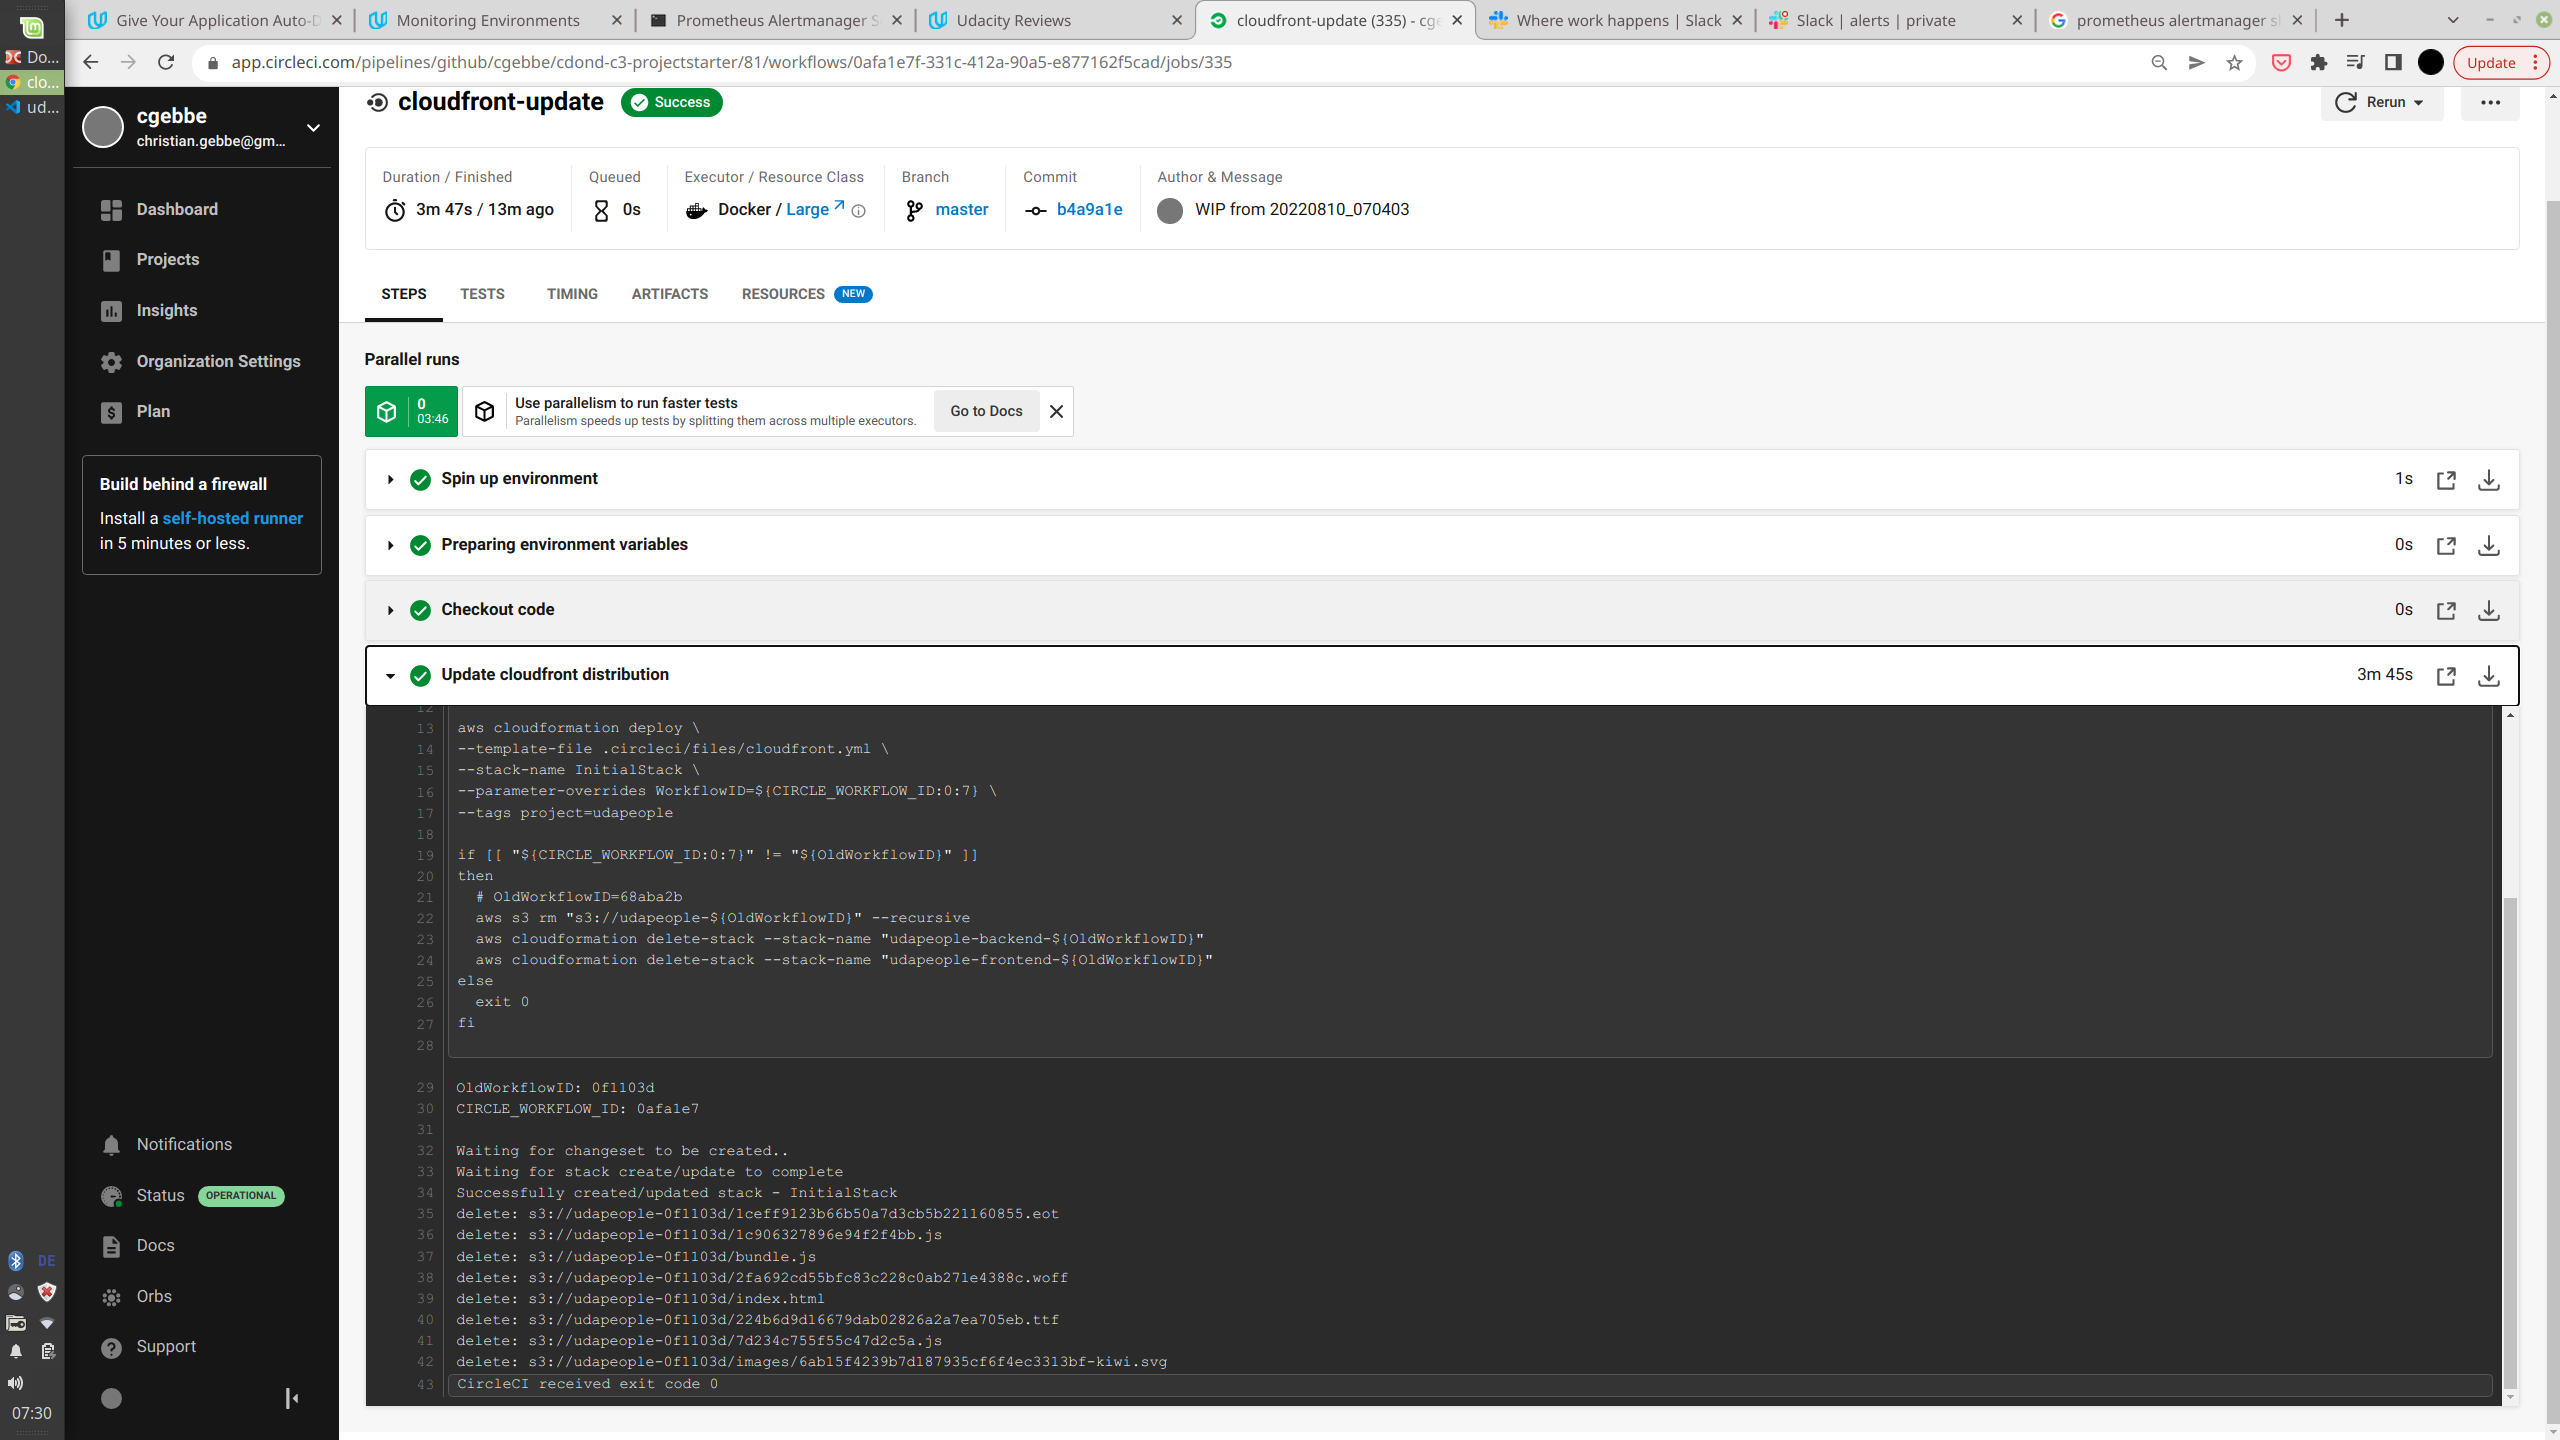 Give Your Application Auto-D
Monitoring Environments
Prometheus Alertmanager S
Udacity Reviews
cloudfront-update (335) - cge
Where work happens | Slack
Slack | alerts | private
prometheus alertmanager sl
Do...
clo...
ud...
app.circleci.com/pipelines/github/cgebbe/cdond-c3-projectstarter/81/workflows/0afa1e7f-331c-412a-90a5-e877162f5cad/jobs/335
Update
cgebbe
christian.gebbe@gm...
Dashboard
Projects
Insights
Organization Settings
Plan
Build behind a firewall
Install a self-hosted runner
in 5 minutes or less.
Notifications
Status OPERATIONAL
Docs
Orbs
Support
DE
07:30
cloudfront-update Success
Rerun
Duration / Finished
3m 47s / 13m ago
Queued
0s
Executor / Resource Class
Docker / Large
Branch
master
Commit
b4a9a1e
Author & Message
WIP from 20220810_070403
STEPS TESTS TIMING ARTIFACTS RESOURCES NEW
Parallel runs
0
03:46
Use parallelism to run faster tests
Parallelism speeds up tests by splitting them across multiple executors.
Go to Docs
Spin up environment 1s
Preparing environment variables 0s
Checkout code 0s
Update cloudfront distribution 3m 45s
12
13 aws cloudformation deploy \
14 --template-file .circleci/files/cloudfront.yml \
15 --stack-name InitialStack \
16 --parameter-overrides WorkflowID=${CIRCLE_WORKFLOW_ID:0:7} \
17 --tags project=udapeople
18
19 if [[ "${CIRCLE_WORKFLOW_ID:0:7}" != "${OldWorkflowID}" ]]
20 then
21 # OldWorkflowID=68aba2b
22 aws s3 rm "s3://udapeople-${OldWorkflowID}" --recursive
23 aws cloudformation delete-stack --stack-name "udapeople-backend-${OldWorkflowID}"
24 aws cloudformation delete-stack --stack-name "udapeople-frontend-${OldWorkflowID}"
25 else
26 exit 0
27 fi
28
29 OldWorkflowID: 0f1103d
30 CIRCLE_WORKFLOW_ID: 0afa1e7
31
32 Waiting for changeset to be created..
33 Waiting for stack create/update to complete
34 Successfully created/updated stack - InitialStack
35 delete: s3://udapeople-0f1103d/1ceff9123b66b50a7d3cb5b221160855.eot
36 delete: s3://udapeople-0f1103d/1c906327896e94f2f4bb.js
37 delete: s3://udapeople-0f1103d/bundle.js
38 delete: s3://udapeople-0f1103d/2fa692cd55bfc83c228c0ab271e4388c.woff
39 delete: s3://udapeople-0f1103d/index.html
40 delete: s3://udapeople-0f1103d/224b6d9d16679dab02826a2a7ea705eb.ttf
41 delete: s3://udapeople-0f1103d/7d234c755f55c47d2c5a.js
42 delete: s3://udapeople-0f1103d/images/6ab15f4239b7d187935cf6f4ec3313bf-kiwi.svg
43 CircleCI received exit code 0